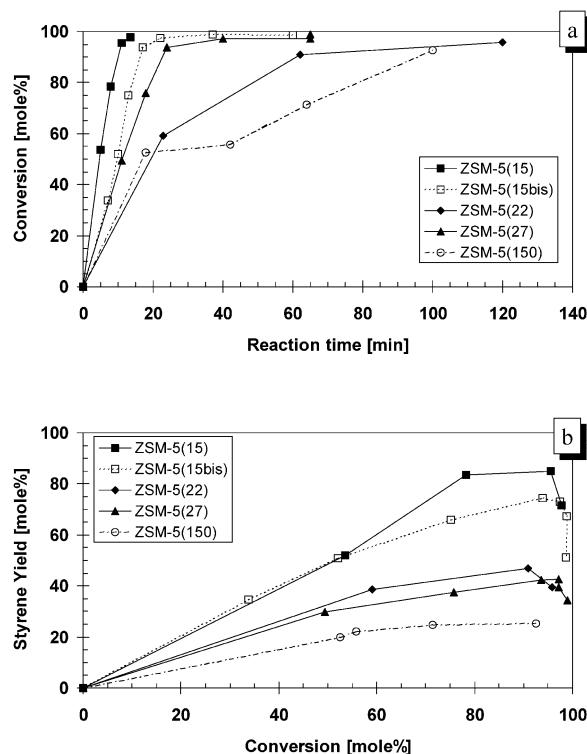 100
80
60
40
20
0
Conversion [mole%]
a
ZSM-5(15)
ZSM-5(15bis)
ZSM-5(22)
ZSM-5(27)
ZSM-5(150)
0 20 40 60 80 100 120 140
Reaction time [min]
b
100
80
60
40
20
0
Styrene Yield [mole%]
ZSM-5(15)
ZSM-5(15bis)
ZSM-5(22)
ZSM-5(27)
ZSM-5(150)
0 20 40 60 80 100
Conversion [mole%]